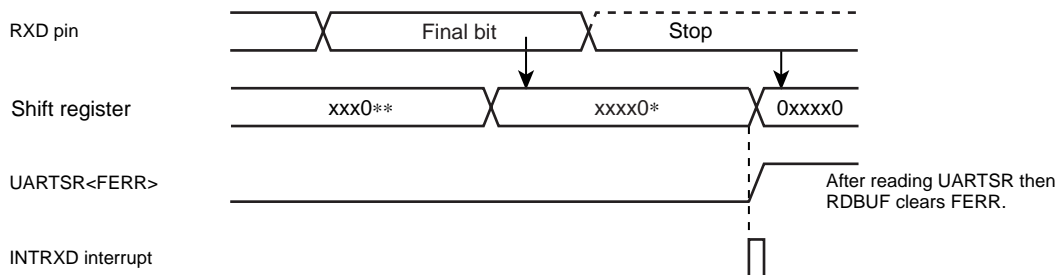 RXD pin
Final bit
Stop
Shift register
xxx0**
xxxx0*
0xxxx0
UARTSR<FERR>
After reading UARTSR then
RDBUF clears FERR.
INTRXD interrupt